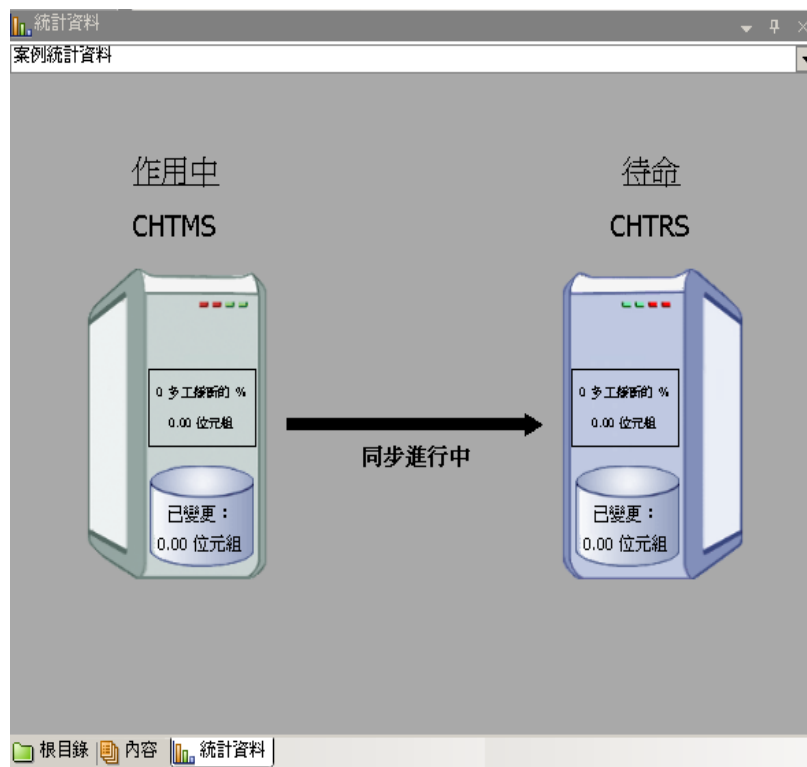 統計資料
案例統計資料
作用中
待命
CHTMS
CHTRS
0 多工緩衝的 %
0.00 位元組
0 多工緩衝的 %
0.00 位元組
同步進行中
已變更：
0.00 位元組
已變更：
0.00 位元組
根目錄
內容
統計資料